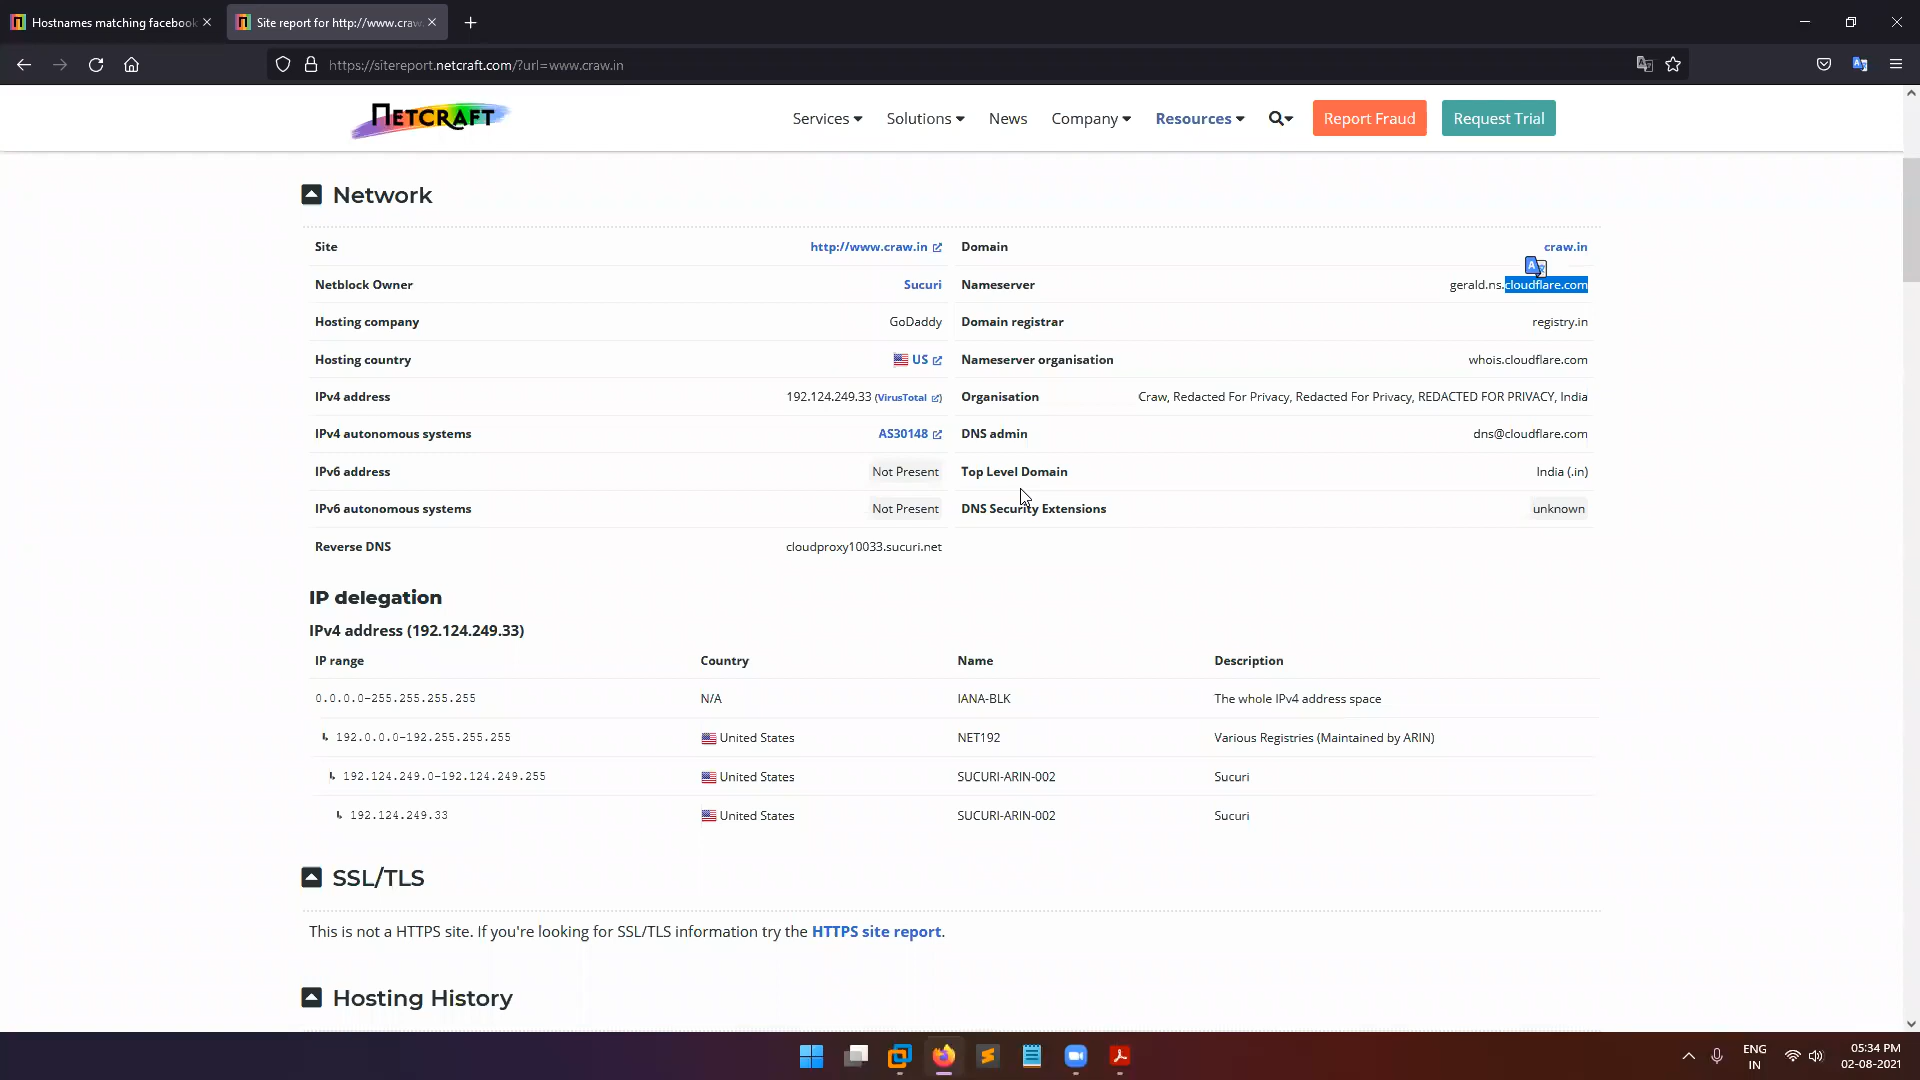 Hostnames matching facebook
Site report for http://www.craw.
https://sitereport.netcraft.com/?url=www.craw.in
NETCRAFT
Services
Solutions
News
Company
Resources
Report Fraud
Request Trial
Network
Site http://www.craw.in Domain craw.in
Netblock Owner Sucuri Nameserver gerald.ns.cloudflare.com
Hosting company GoDaddy Domain registrar registry.in
Hosting country US Nameserver organisation whois.cloudflare.com
IPv4 address 192.124.249.33 (VirusTotal) Organisation Craw, Redacted For Privacy, Redacted For Privacy, REDACTED FOR PRIVACY, India
IPv4 autonomous systems AS30148 DNS admin dns@cloudflare.com
IPv6 address Not Present Top Level Domain India (.in)
IPv6 autonomous systems Not Present DNS Security Extensions unknown
Reverse DNS cloudproxy10033.sucuri.net
IP delegation
IPv4 address (192.124.249.33)
IP range Country Name Description
0.0.0.0-255.255.255.255 N/A IANA-BLK The whole IPv4 address space
↳ 192.0.0.0-192.255.255.255 United States NET192 Various Registries (Maintained by ARIN)
↳ 192.124.249.0-192.124.249.255 United States SUCURI-ARIN-002 Sucuri
↳ 192.124.249.33 United States SUCURI-ARIN-002 Sucuri
SSL/TLS
This is not a HTTPS site. If you're looking for SSL/TLS information try the HTTPS site report.
Hosting History
ENG
IN
05:34 PM
02-08-2021